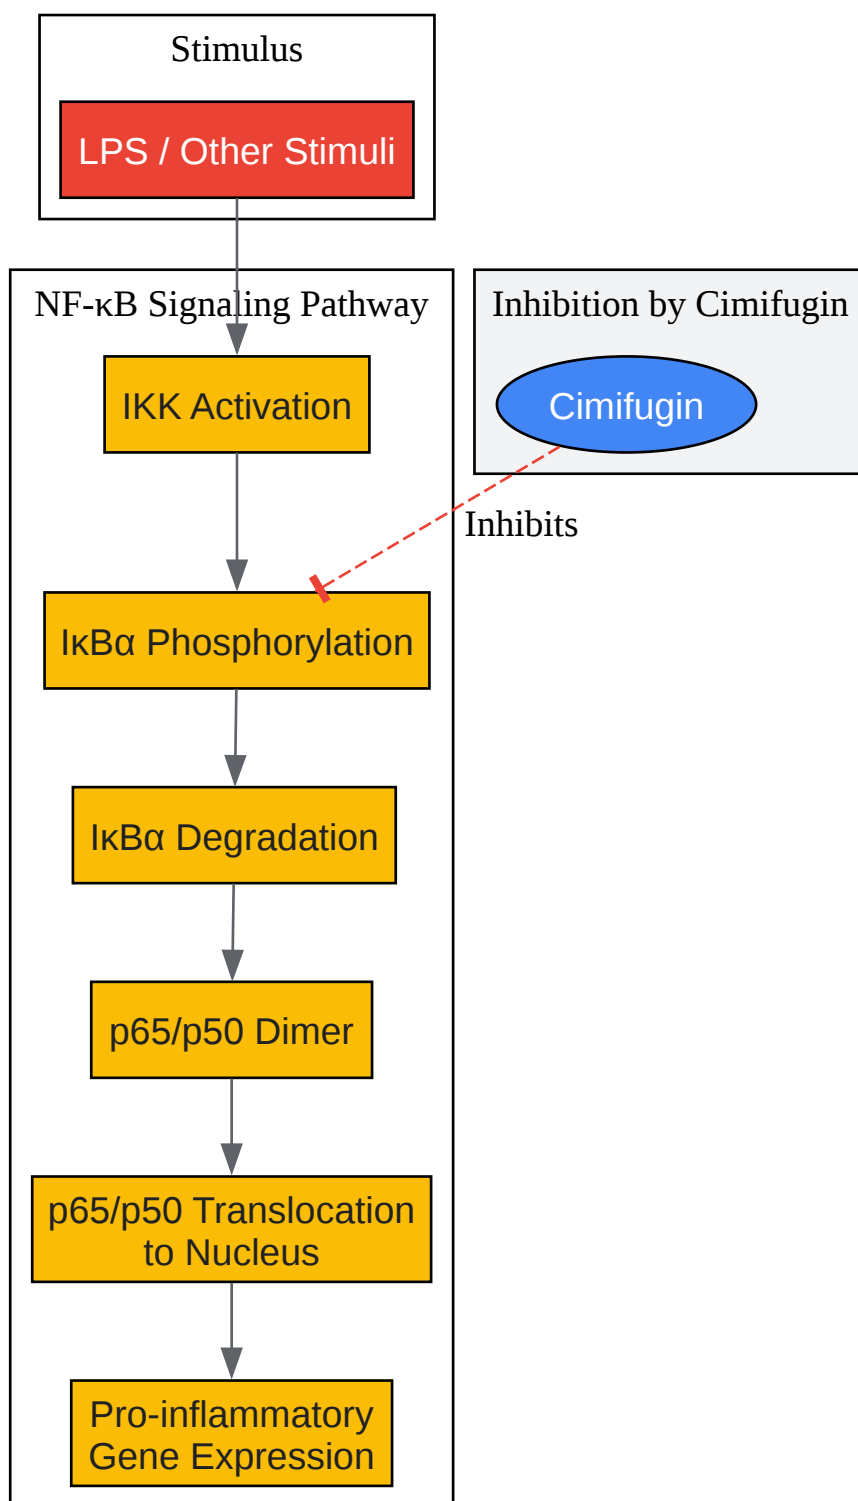 Stimulus
LPS / Other Stimuli
NF-κB Signaling Pathway
Inhibition by Cimifugin
IKK Activation
Cimifugin
Inhibits
IκBα Phosphorylation
IκBα Degradation
p65/p50 Dimer
p65/p50 Translocation
to Nucleus
Pro-inflammatory
Gene Expression